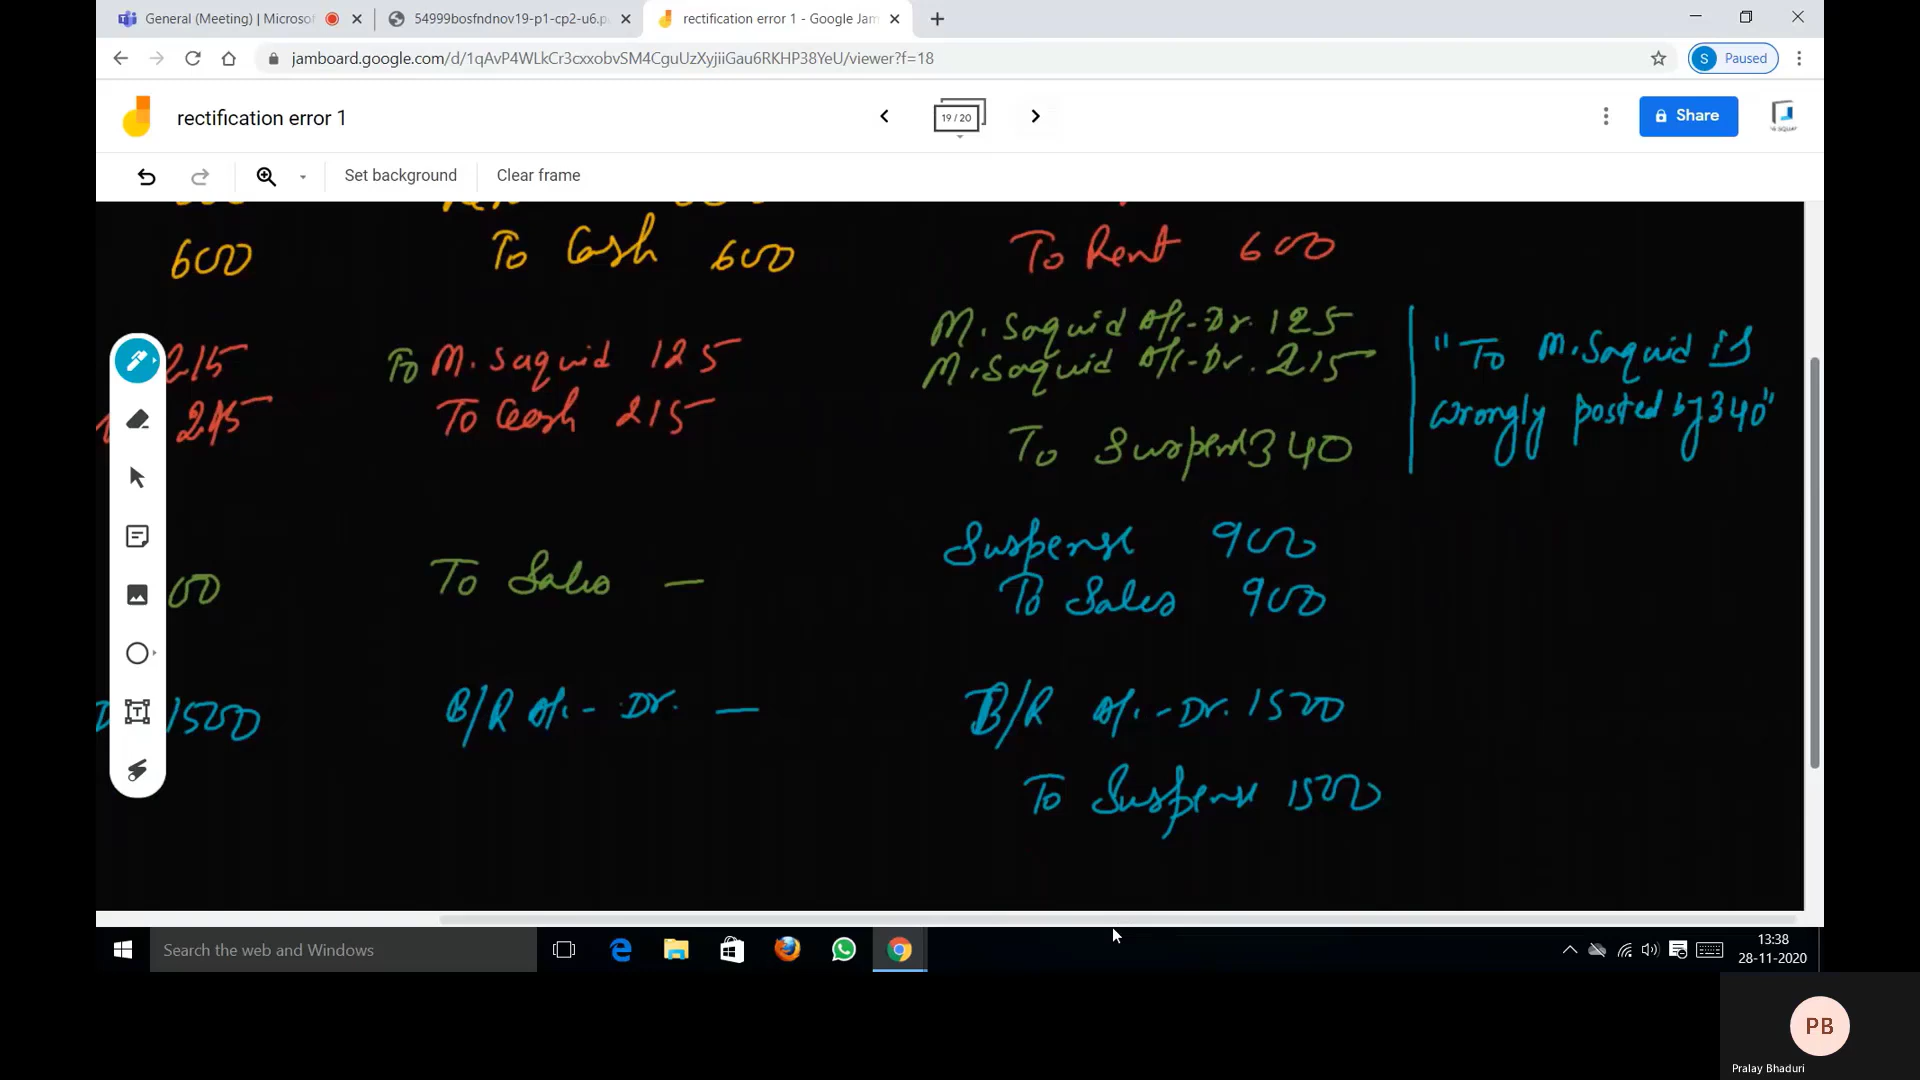 General (Meeting) | Microso
54999bosfndnov19-p1-cp2-u6.p
rectification error 1 - Google Jam
jamboard.google.com/d/1qAvP4WLkCr3cxxobvSM4CguUzXyjiiGau6RKHP38YeU/viewer?f=18
S Paused
rectification error 1
19 / 20
Share
Set background
Clear frame
600
To Cash 600
To Rent 600
M. Saquid A/c-Dr. 125
215
To M. Saquid 125
M. Saquid A/c-Dr. 215
"To M. Saquid is
215
To Cash 215
wrongly posted by 340"
To Suspens 340
Suspense 900
00
To Sales —
To Sales 900
1500
B/R A/c - Dr. —
B/R A/c - Dr. 1500
To Suspense 1500
Search the web and Windows
13:38
28-11-2020
PB
Pralay Bhaduri